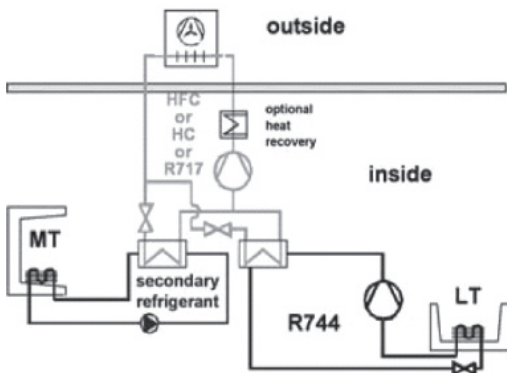 outside
HFC
or
HC
or
R717
optional
heat
recovery
inside
MT
secondary
refrigerant
R744
LT